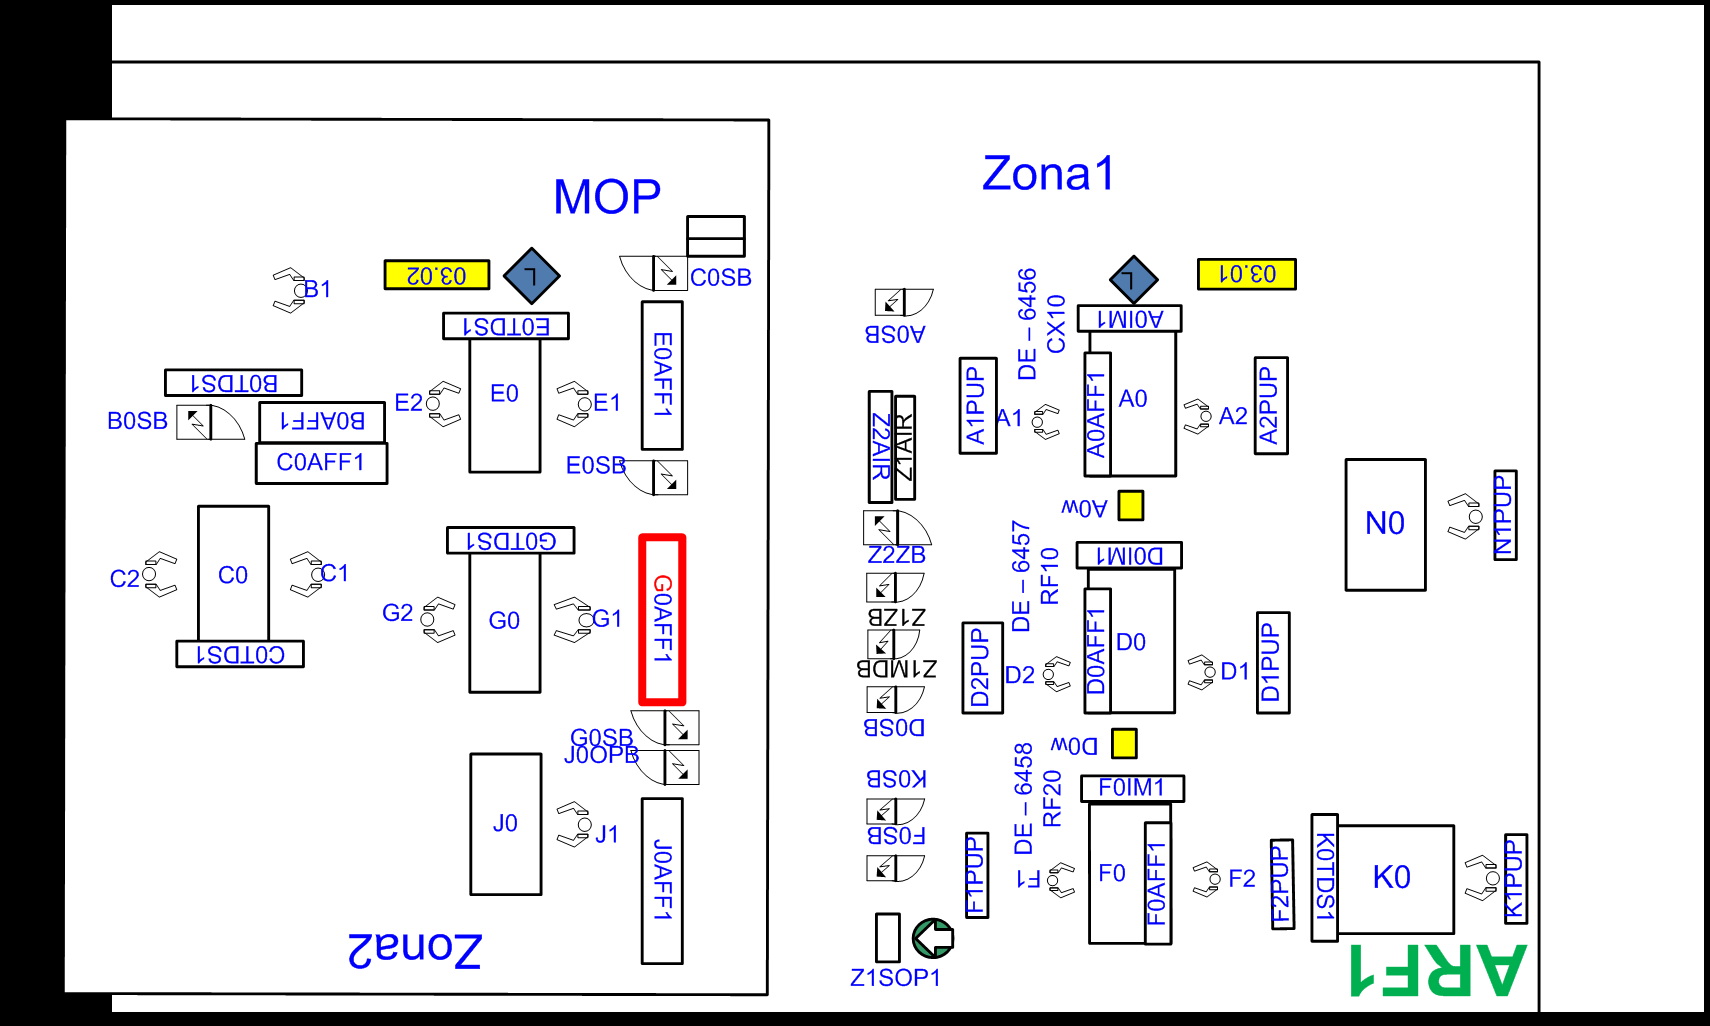 Zona1
MOP
C0SB
B1
03.02
L
L
03.01
E0TDS1
A0SB
DE – 6456
CX10
A0IM1
E0AFF1
B0TDS1
B0SB
B0AFF1
C0AFF1
E2
E0
E1
E0SB
Z2AIR
Z1AIR
A1PUP
A1
A0AFF1
A0
A2
A2PUP
A0w
Z2ZB
Z1ZB
Z1MDB
D0SB
DE – 6457
RF10
D0IM1
N0
N1PUP
G0TDS1
C2
C0
C1
C0TDS1
G2
G0
G1
G0AFF1
G0SB
J0OPB
D2PUP
D2
D0AFF1
D0
D1
D1PUP
D0w
K0SB
F0SB
DE – 6458
RF20
F0IM1
J0
J1
J0AFF1
F1PUP
F1
F0
F0AFF1
F2
F2PUP
K0TDS1
K0
K1PUP
Zona2
Z1SOP1
ARF1